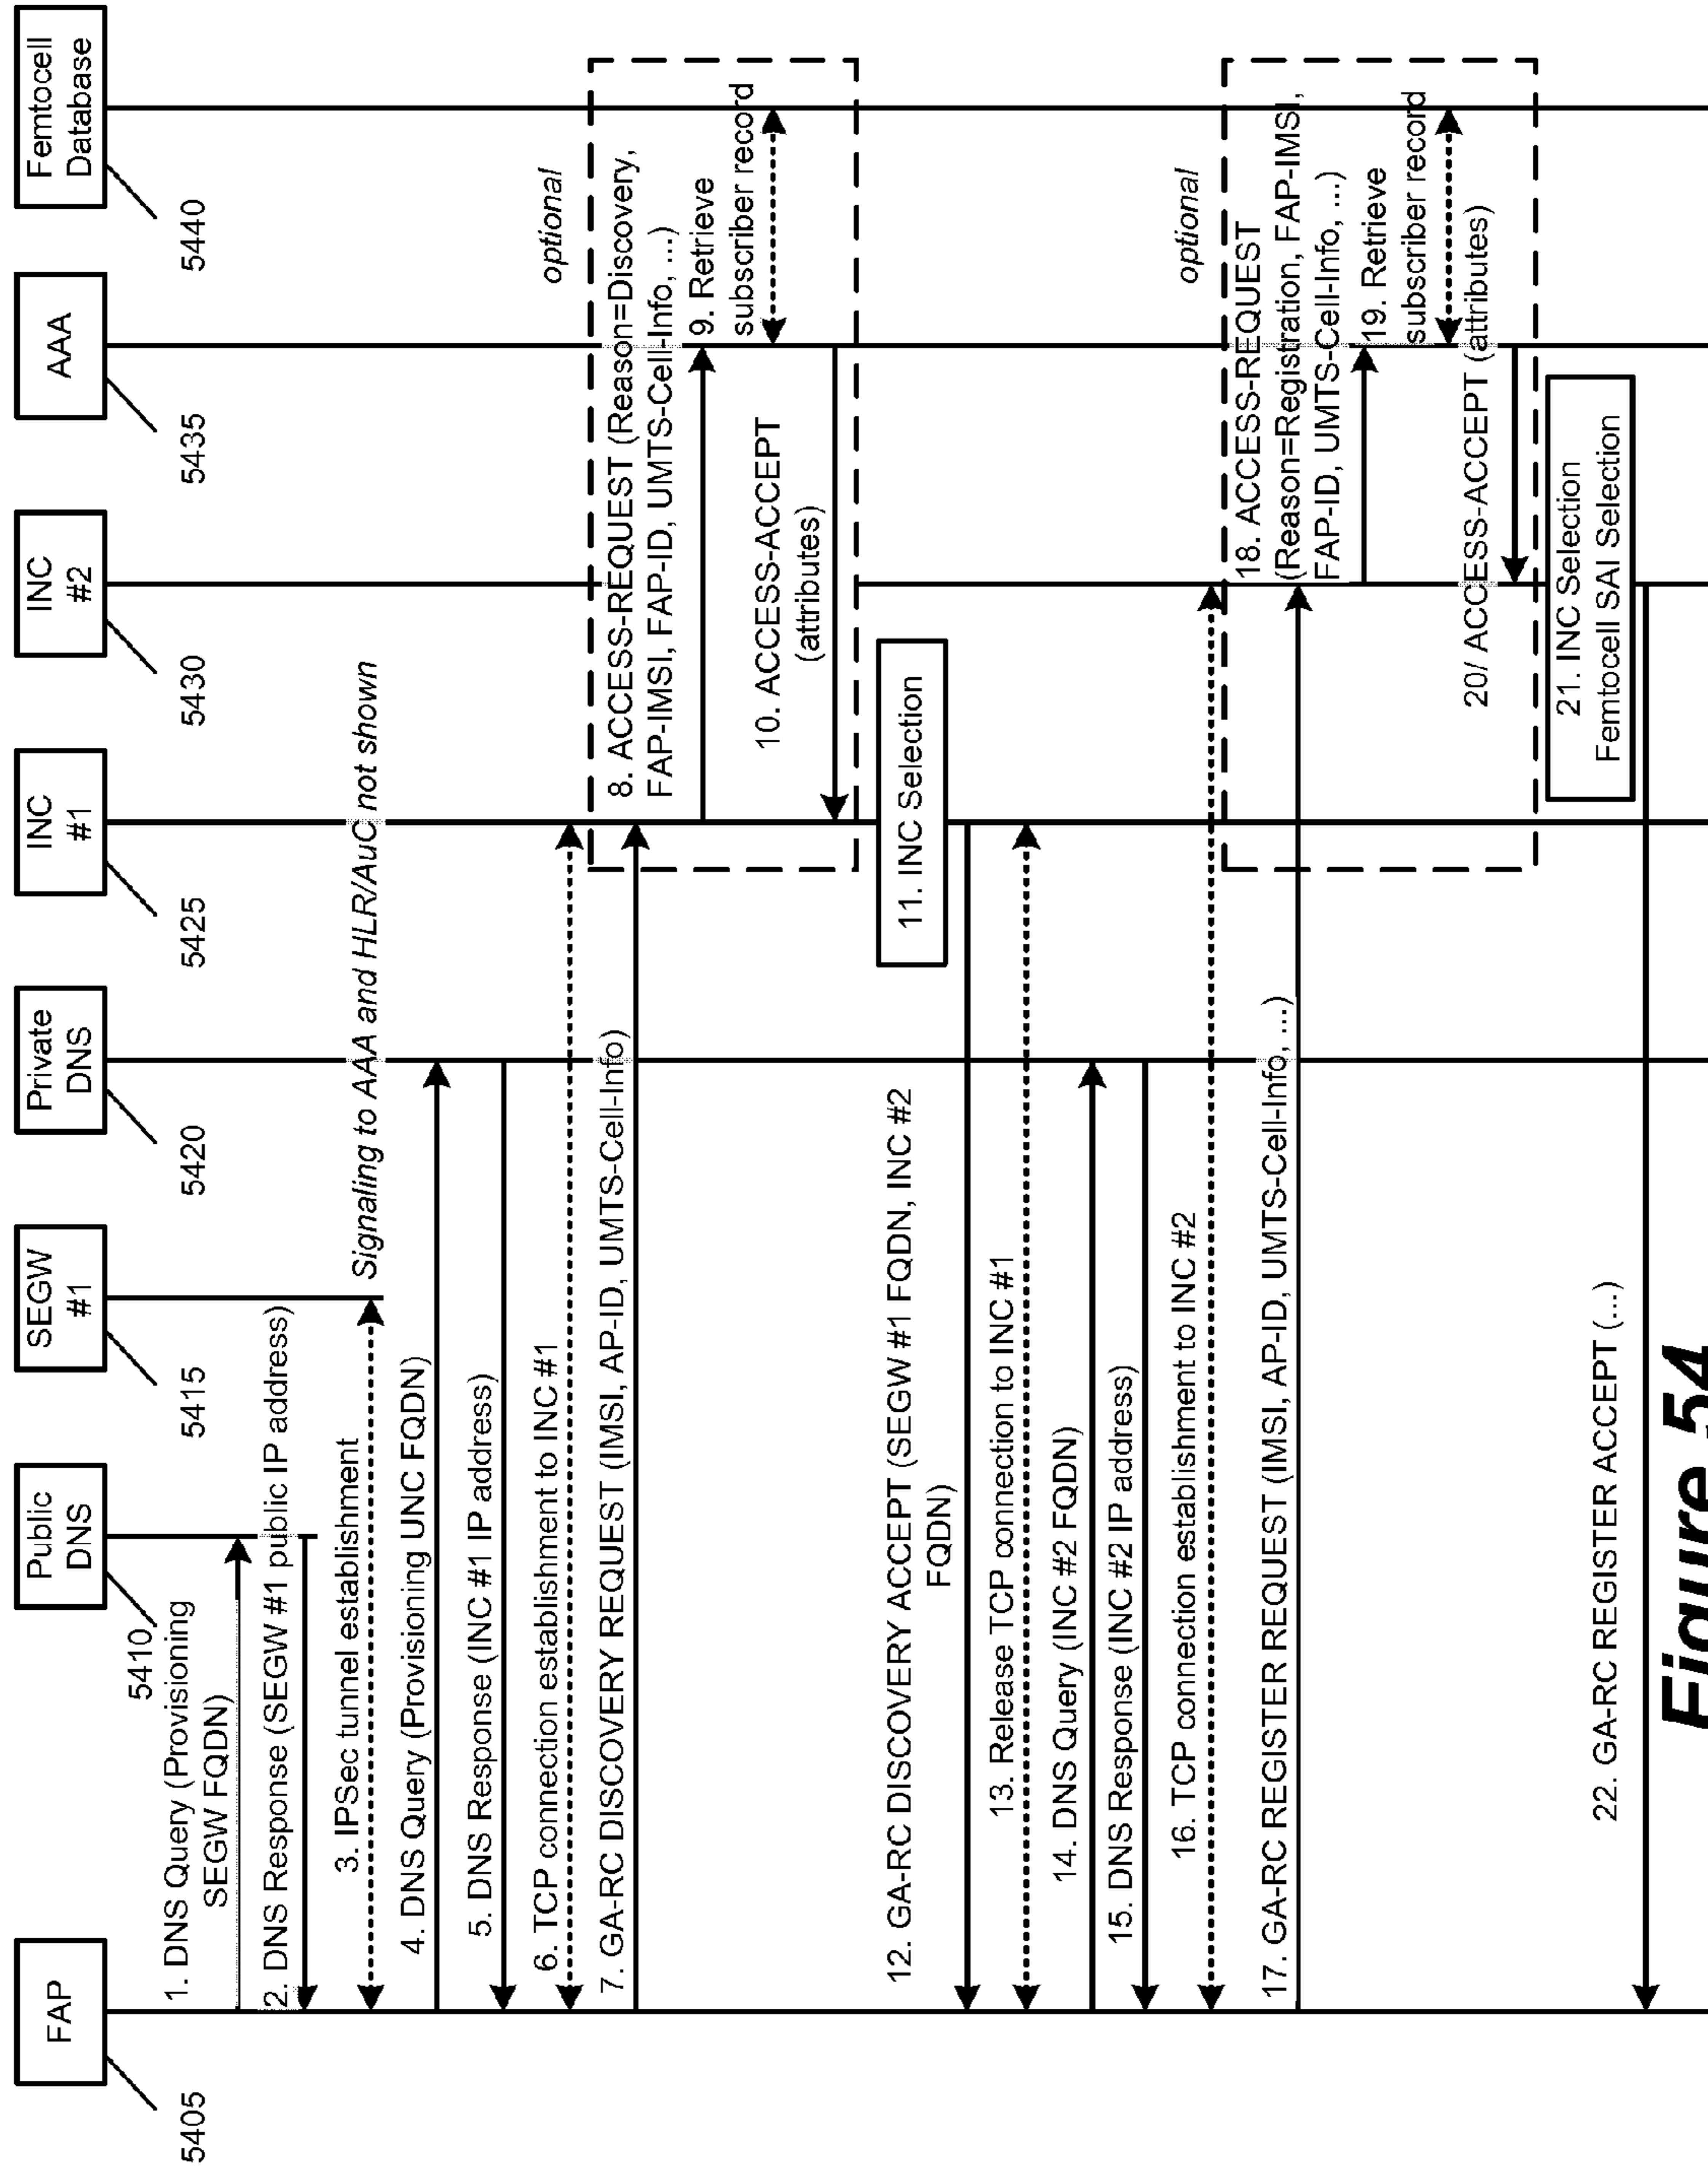 FAP
5405
Public
DNS
5410
SEGW
#1
5415
Private
DNS
5420
INC
#1
5425
INC
#2
5430
AAA
5435
Femtocell
Database
5440
1. DNS Query (Provisioning
SEGW FQDN)
2. DNS Response (SEGW #1 public IP address)
3. IPSec tunnel establishment
Signaling to AAA and HLR/AuC not shown
4. DNS Query (Provisioning UNC FQDN)
5. DNS Response (INC #1 IP address)
6. TCP connection establishment to INC #1
optional
7. GA-RC DISCOVERY REQUEST (IMSI, AP-ID, UMTS-Cell-Info)
8. ACCESS-REQUEST (Reason=Discovery,
FAP-IMSI, FAP-ID, UMTS-Cell-Info, ...)
9. Retrieve
subscriber record
10. ACCESS-ACCEPT
(attributes)
11. INC Selection
12. GA-RC DISCOVERY ACCEPT (SEGW #1 FQDN, INC #2
FQDN)
13. Release TCP connection to INC #1
14. DNS Query (INC #2 FQDN)
15. DNS Response (INC #2 IP address)
16. TCP connection establishment to INC #2
optional
17. GA-RC REGISTER REQUEST (IMSI, AP-ID, UMTS-Cell-Info, ...)
18. ACCESS-REQUEST
(Reason=Registration, FAP-IMSI,
FAP-ID, UMTS-Cell-Info, ...)
19. Retrieve
subscriber record
20/ ACCESS-ACCEPT (attributes)
21. INC Selection
Femtocell SAI Selection
22. GA-RC REGISTER ACCEPT (...)
Figure 54